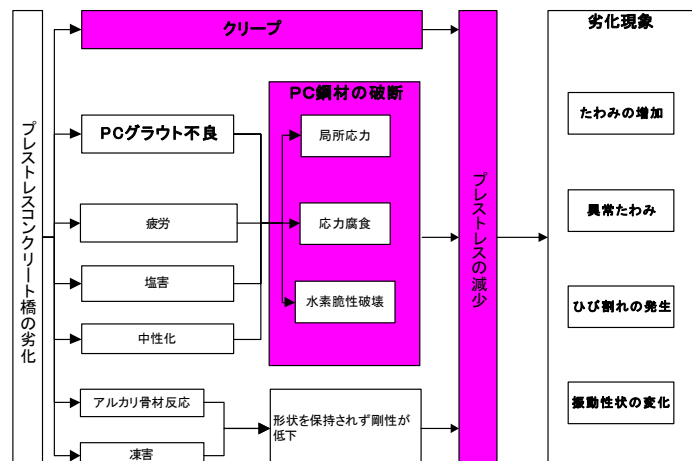 プレストレスコンクリート橋の劣化
クリープ
PCグラウト不良
疲労
塩害
中性化
アルカリ骨材反応
凍害
PC鋼材の破断
局所応力
応力腐食
水素脆性破壊
形状を保持されず剛性が
低下
プレストレスの減少
劣化現象
たわみの増加
異常たわみ
ひび割れの発生
振動性状の変化